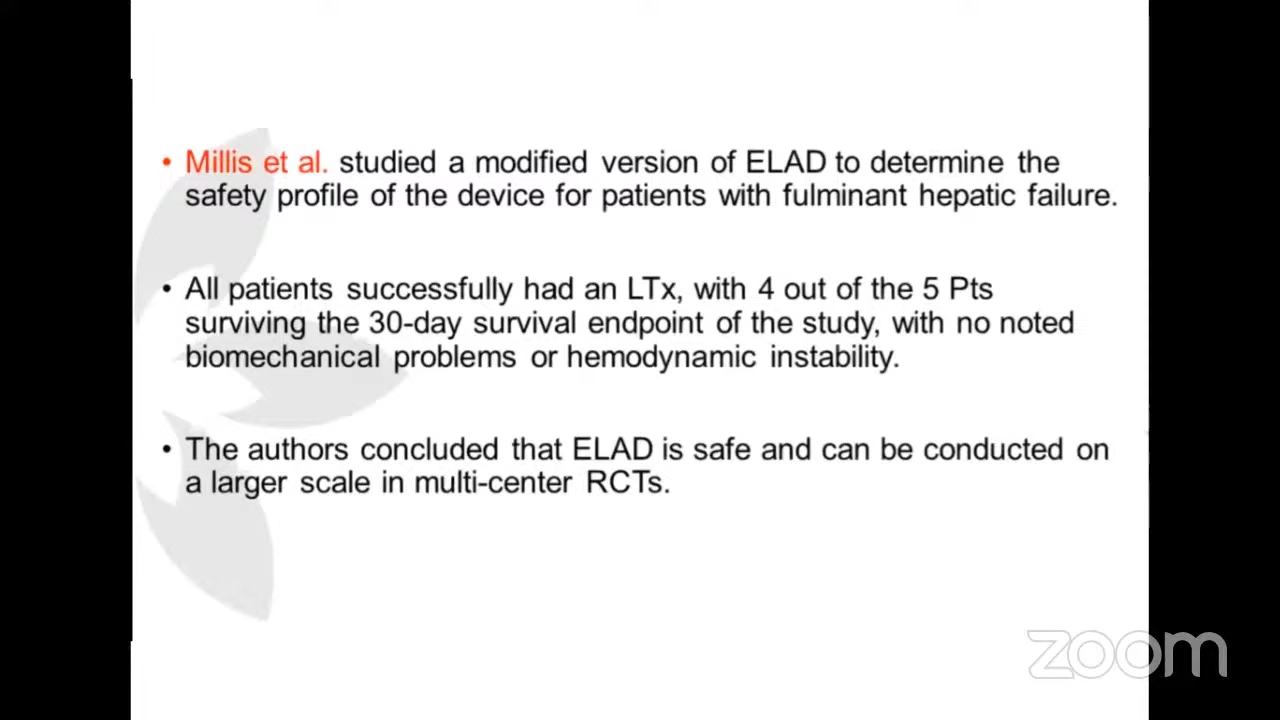 • Millis et al. studied a modified version of ELAD to determine the
safety profile of the device for patients with fulminant hepatic failure.
• All patients successfully had an LTx, with 4 out of the 5 Pts
surviving the 30-day survival endpoint of the study, with no noted
biomechanical problems or hemodynamic instability.
• The authors concluded that ELAD is safe and can be conducted on
a larger scale in multi-center RCTs.
zoom